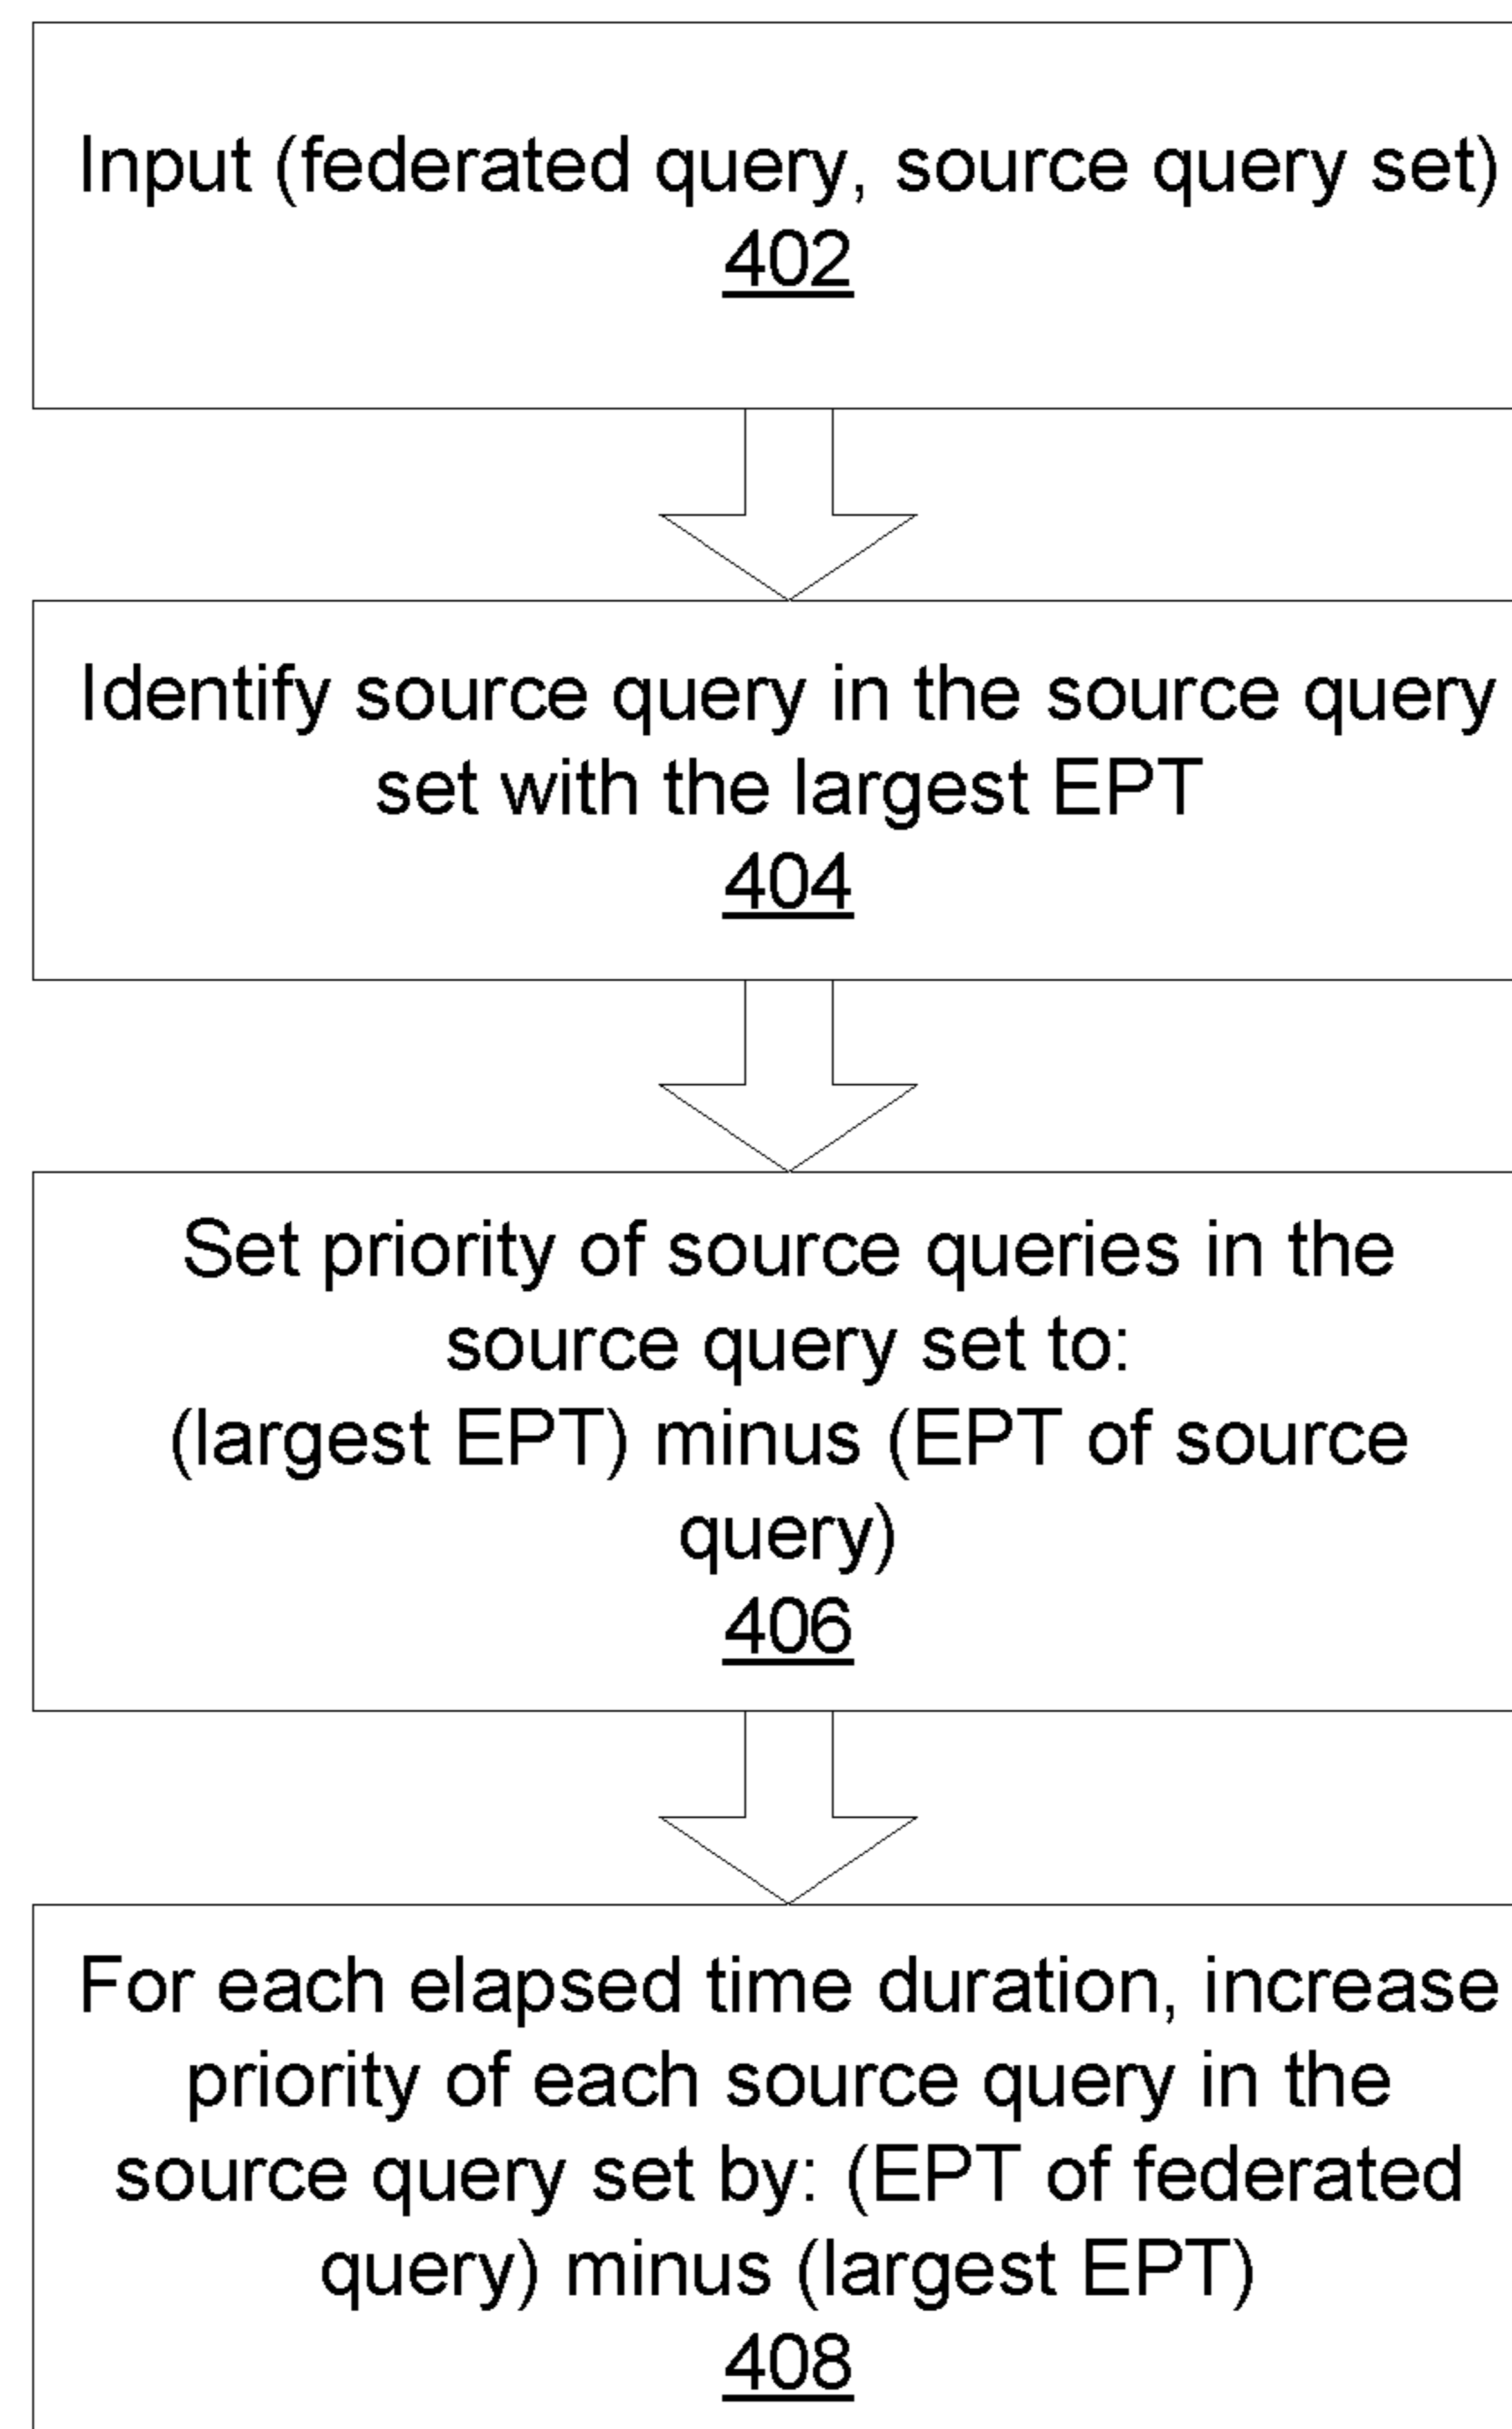 Input (federated query, source query set)
402
Identify source query in the source query
set with the largest EPT
404
Set priority of source queries in the
source query set to:
(largest EPT) minus (EPT of source
query)
406
For each elapsed time duration, increase
priority of each source query in the
source query set by: (EPT of federated
query) minus (largest EPT)
408